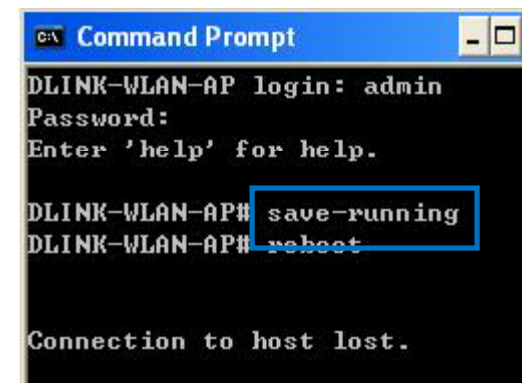 Command Prompt
DLINK-WLAN-AP login: admin
Password:
Enter 'help' for help.
DLINK-WLAN-AP# save-running
DLINK-WLAN-AP# reboot
Connection to host lost.